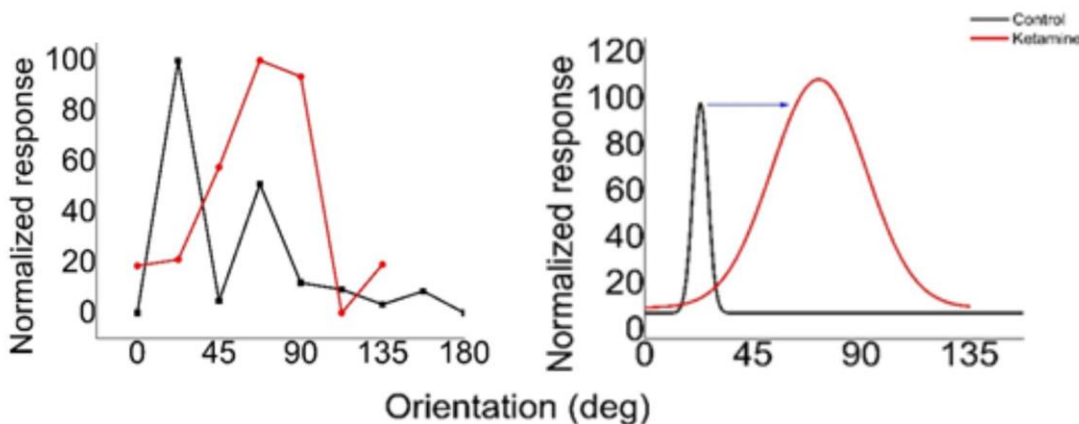 Control
Ketamine
Normalized response
100
80
60
40
20
0
0 45 90 135 180
Normalized response
120
100
80
60
40
20
0
0 45 90 135
Orientation (deg)